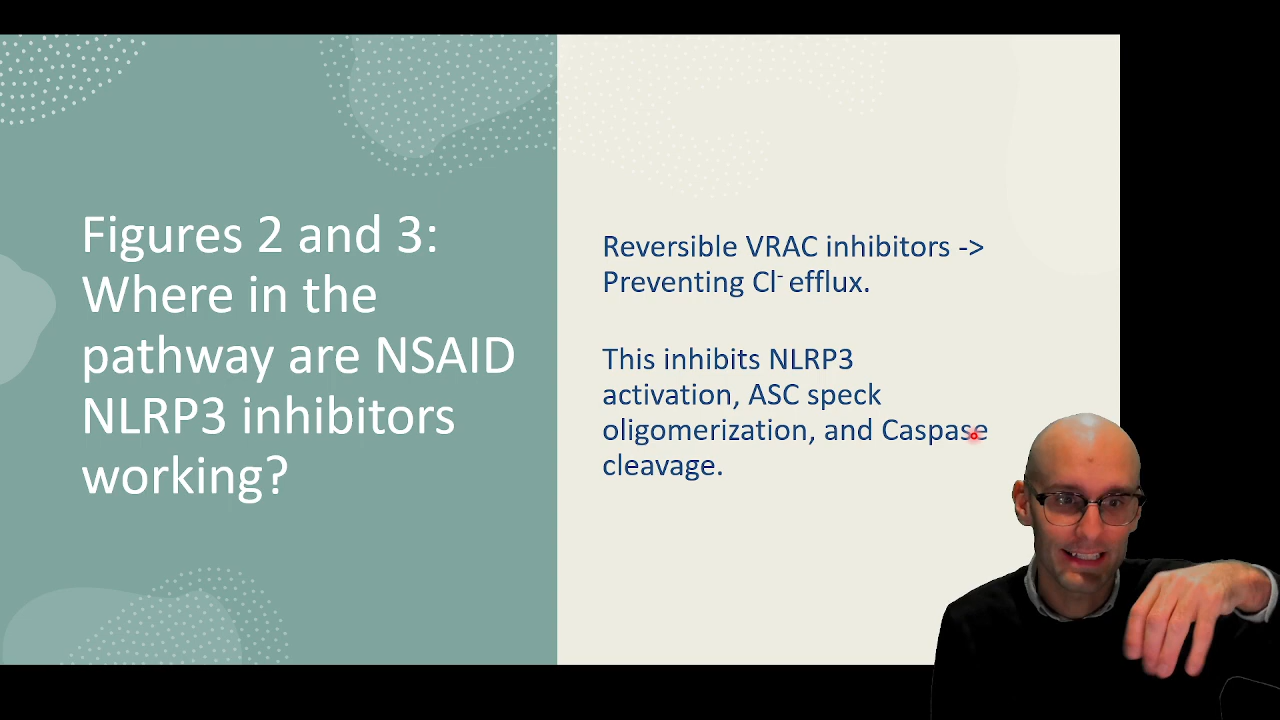 Figures 2 and 3:
Where in the
pathway are NSAID
NLRP3 inhibitors
working?
Reversible VRAC inhibitors ->
Preventing Cl⁻ efflux.
This inhibits NLRP3
activation, ASC speck
oligomerization, and Caspase
cleavage.